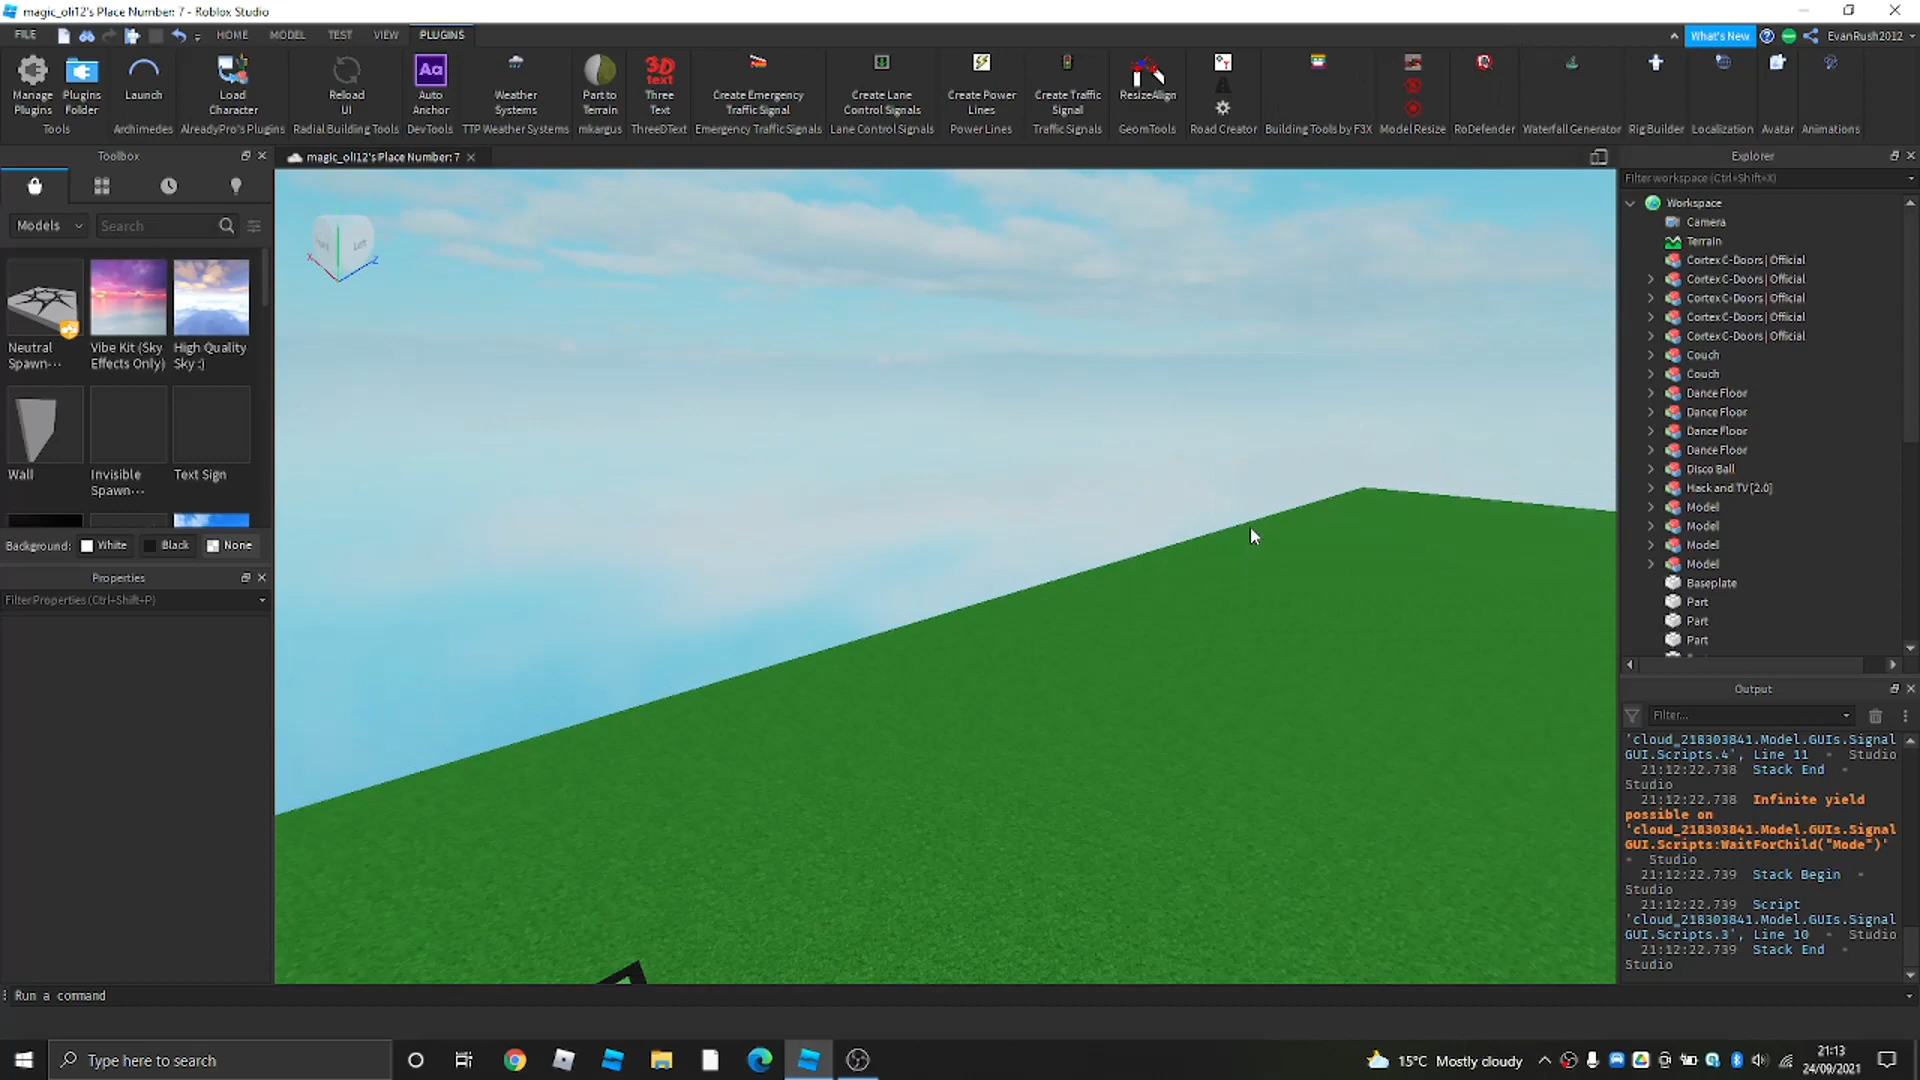 magic_oli12's Place Number: 7 - Roblox Studio
FILE
HOME
MODEL
TEST
VIEW
PLUGINS
What's New
EvanRush2012
Manage Plugins
Plugins Folder
Launch
Load Character
Reload UI
Auto Anchor
Weather Systems
Part to Terrain
Three Text
Create Emergency Traffic Signal
Create Lane Control Signals
Create Power Lines
Create Traffic Signal
ResizeAlign
Tools
Archimedes
AlreadyPro's Plugins
Radial Building Tools
DevTools
TTP Weather Systems
mkargus
ThreeDText
Emergency Traffic Signals
Lane Control Signals
Power Lines
Traffic Signals
GeomTools
Road Creator
Building Tools by F3X
Model Resize
RoDefender
Waterfall Generator
Rig Builder
Localization
Avatar
Animations
Toolbox
magic_oli12's Place Number: 7
Explorer
Models
Search
Filter workspace (Ctrl+Shift+X)
Neutral Spawn...
Vibe Kit (Sky Effects Only)
High Quality Sky :)
Wall
Invisible Spawn...
Text Sign
Background:
White
Black
None
Properties
Filter Properties (Ctrl+Shift+P)
Left
Workspace
Camera
Terrain
Cortex C-Doors | Official
Cortex C-Doors | Official
Cortex C-Doors | Official
Cortex C-Doors | Official
Cortex C-Doors | Official
Couch
Couch
Dance Floor
Dance Floor
Dance Floor
Dance Floor
Disco Ball
Hack and TV [2.0]
Model
Model
Model
Model
Baseplate
Part
Part
Part
Output
Filter...
'cloud_218303841.Model.GUIs.Signal
GUI.Scripts.4', Line 11 - Studio
21:12:22.738 Stack End -
Studio
21:12:22.738 Infinite yield
possible on
'cloud_218303841.Model.GUIs.Signal
GUI.Scripts:WaitForChild("Mode")'
- Studio
21:12:22.739 Stack Begin -
Studio
21:12:22.739 Script
'cloud_218303841.Model.GUIs.Signal
GUI.Scripts.3', Line 10 - Studio
21:12:22.739 Stack End -
Studio
Run a command
Type here to search
15°C Mostly cloudy
21:13
24/09/2021